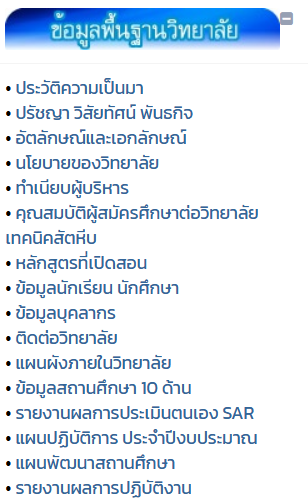 ข้อมูลพื้นฐานวิทยาลัย
• ประวัติความเป็นมา
• ปรัชญา วิสัยทัศน์ พันธกิจ
• อัตลักษณ์และเอกลักษณ์
• นโยบายของวิทยาลัย
• ทำเนียบผู้บริหาร
• คุณสมบัติผู้สมัครศึกษาต่อวิทยาลัย
เทคนิคสัตหีบ
• หลักสูตรที่เปิดสอน
• ข้อมูลนักเรียน นักศึกษา
• ข้อมูลบุคลากร
• ติดต่อวิทยาลัย
• แผนผังภายในวิทยาลัย
• ข้อมูลสถานศึกษา 10 ด้าน
• รายงานผลการประเมินตนเอง SAR
• แผนปฏิบัติการ ประจำปีงบประมาณ
• แผนพัฒนาสถานศึกษา
• รายงานผลการปฏิบัติงาน